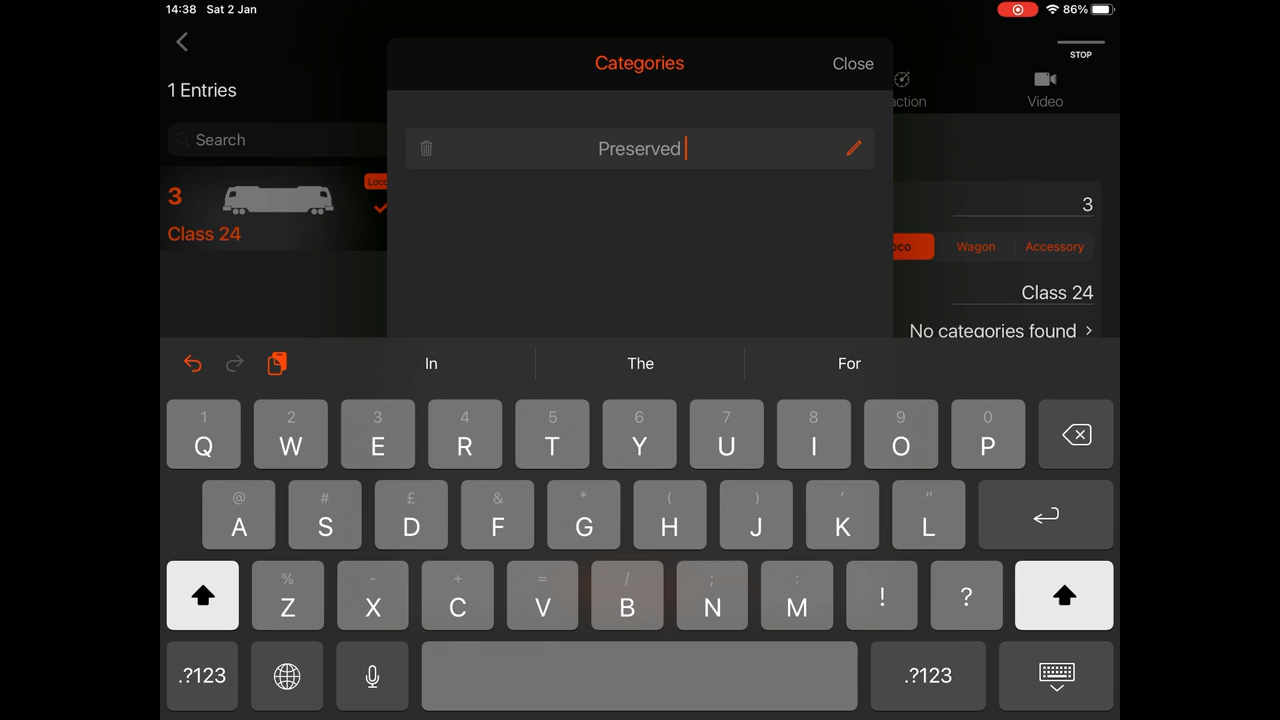 14:38 Sat 2 Jan 86%
Categories
Close
STOP
1 Entries
action
Video
Search
Preserved
3
Loco
3
Class 24
oco
Wagon
Accessory
Class 24
No categories found
In The For
1 2 3 4 5 6 7 8 9 0
Q W E R T Y U I O P
@ # £ & * ( ) ' "
A S D F G H J K L
% - + = / ; :
Z X C V B N M ! ?
.?123 .?123